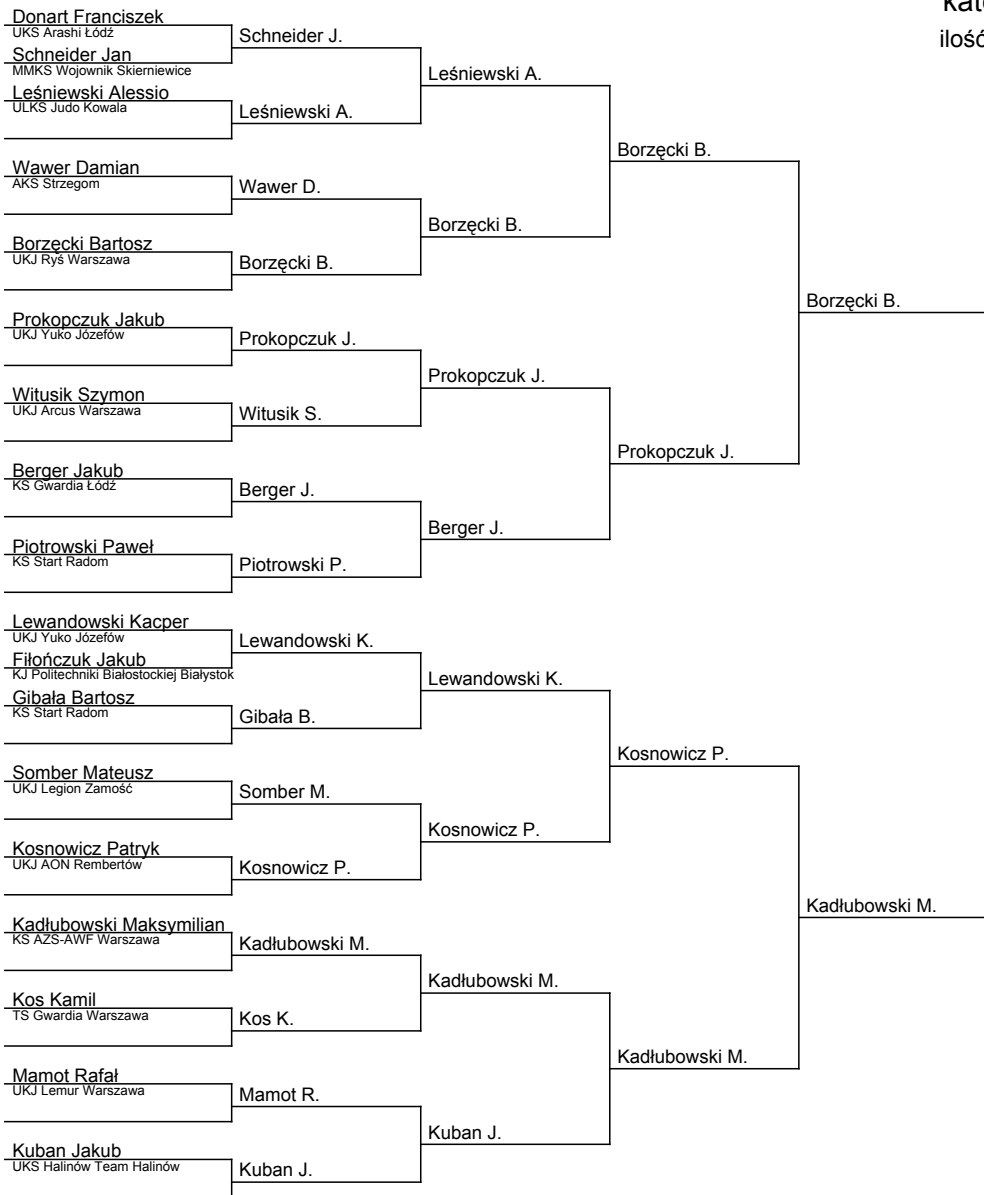 Donart Franciszek
UKS Arashi Łódź
Schneider Jan
MMKS Wojownik Skierniewice
Leśniewski Alessio
ULKS Judo Kowala
Wawer Damian
AKS Strzegom
Borzęcki Bartosz
UKJ Ryś Warszawa
Prokopczuk Jakub
UKJ Yuko Józefów
Witusik Szymon
UKJ Arcus Warszawa
Berger Jakub
KS Gwardia Łódź
Piotrowski Paweł
KS Start Radom
Lewandowski Kacper
UKJ Yuko Józefów
Fiłończuk Jakub
KJ Politechniki Białostockiej Białystok
Gibała Bartosz
KS Start Radom
Somber Mateusz
UKJ Legion Zamość
Kosnowicz Patryk
UKJ AON Rembertów
Kadłubowski Maksymilian
KS AZS-AWF Warszawa
Kos Kamil
TS Gwardia Warszawa
Mamot Rafał
UKJ Lemur Warszawa
Kuban Jakub
UKS Halinów Team Halinów
Schneider J.
Leśniewski A.
Wawer D.
Borzęcki B.
Prokopczuk J.
Witusik S.
Berger J.
Piotrowski P.
Lewandowski K.
Gibała B.
Somber M.
Kosnowicz P.
Kadłubowski M.
Kos K.
Mamot R.
Kuban J.
Leśniewski A.
Borzęcki B.
Prokopczuk J.
Berger J.
Lewandowski K.
Kosnowicz P.
Kadłubowski M.
Kuban J.
Borzęcki B.
Prokopczuk J.
Kosnowicz P.
Kadłubowski M.
Borzęcki B.
Kadłubowski M.
ilość